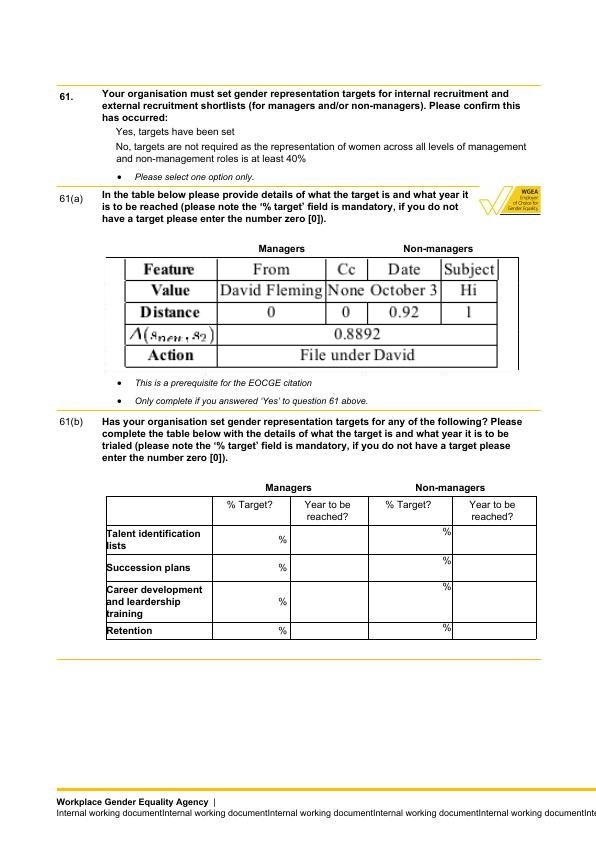 61.
Your organisation must set gender representation targets for internal recruitment and
external recruitment shortlists (for managers and/or non-managers). Please confirm this
has occurred:
Yes, targets have been set
No, targets are not required as the representation of women across all levels of management
and non-management roles is at least 40%
• Please select one option only.
61(a)
In the table below please provide details of what the target is and what year it
is to be reached (please note the ‘% target’ field is mandatory, if you do not
have a target please enter the number zero [0]).
WGEA
Employer
of Choice for
Gender Equality
Managers Non-managers
Feature From Cc Date Subject
Value David Fleming None October 3 Hi
Distance 0 0 0.92 1
Λ(s_new, s_2) 0.8892
Action File under David
• This is a prerequisite for the EOCGE citation
• Only complete if you answered ‘Yes’ to question 61 above.
61(b)
Has your organisation set gender representation targets for any of the following? Please
complete the table below with the details of what the target is and what year it is to be
trialed (please note the ‘% target’ field is mandatory, if you do not have a target please
enter the number zero [0]).
Managers Non-managers
% Target? Year to be % Target? Year to be
reached? reached?
Talent identification
lists % %
Succession plans % %
Career development
and leardership
training % %
Retention % %
Workplace Gender Equality Agency |
Internal working documentInternal working documentInternal working documentInternal working documentInternal working documentInte